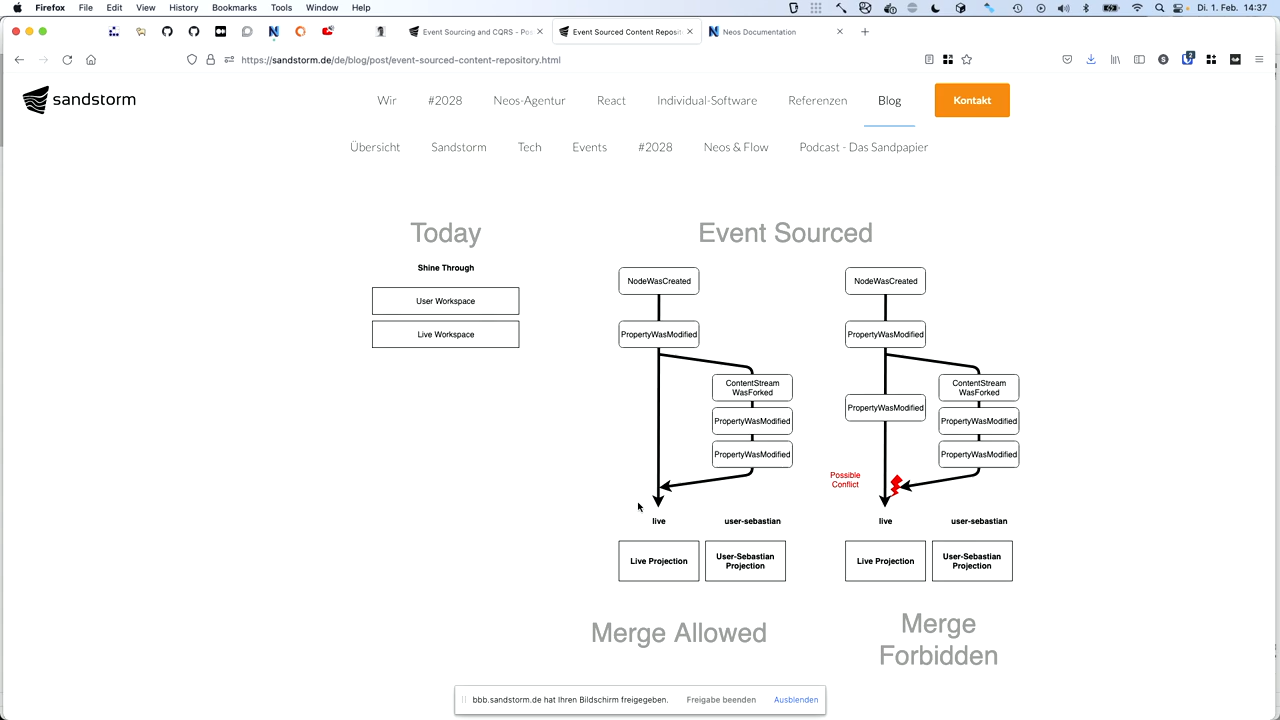 Firefox File Edit View History Bookmarks Tools Window Help Di. 1. Feb. 14:37
Event Sourcing and CQRS - Pos
Event Sourced Content Reposit
Neos Documentation
https://sandstorm.de/de/blog/post/event-sourced-content-repository.html
sandstorm
Wir #2028 Neos-Agentur React Individual-Software Referenzen Blog Kontakt
Übersicht Sandstorm Tech Events #2028 Neos & Flow Podcast - Das Sandpapier
Today
Shine Through
User Workspace
Live Workspace
Event Sourced
NodeWasCreated
PropertyWasModified
ContentStream
WasForked
PropertyWasModified
PropertyWasModified
live
user-sebastian
Live Projection
User-Sebastian
Projection
Merge Allowed
NodeWasCreated
PropertyWasModified
ContentStream
WasForked
PropertyWasModified
PropertyWasModified
PropertyWasModified
Possible
Conflict
live
user-sebastian
Live Projection
User-Sebastian
Projection
Merge
Forbidden
bbb.sandstorm.de hat Ihren Bildschirm freigegeben. Freigabe beenden Ausblenden